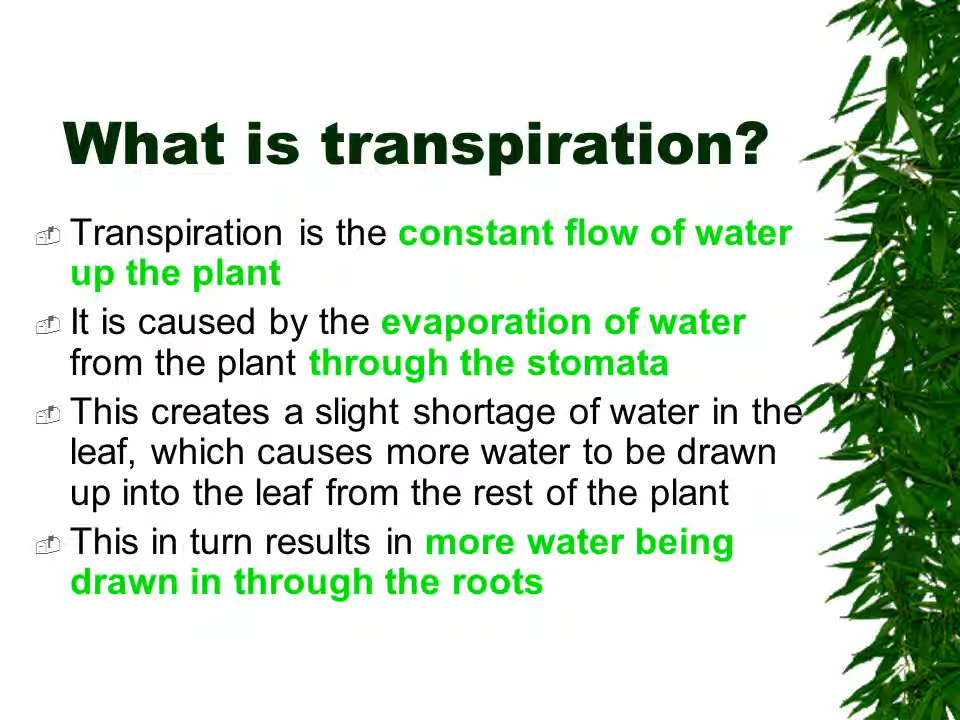 What is transpiration?
Transpiration is the constant flow of water
up the plant
It is caused by the evaporation of water
from the plant through the stomata
This creates a slight shortage of water in the
leaf, which causes more water to be drawn
up into the leaf from the rest of the plant
This in turn results in more water being
drawn in through the roots